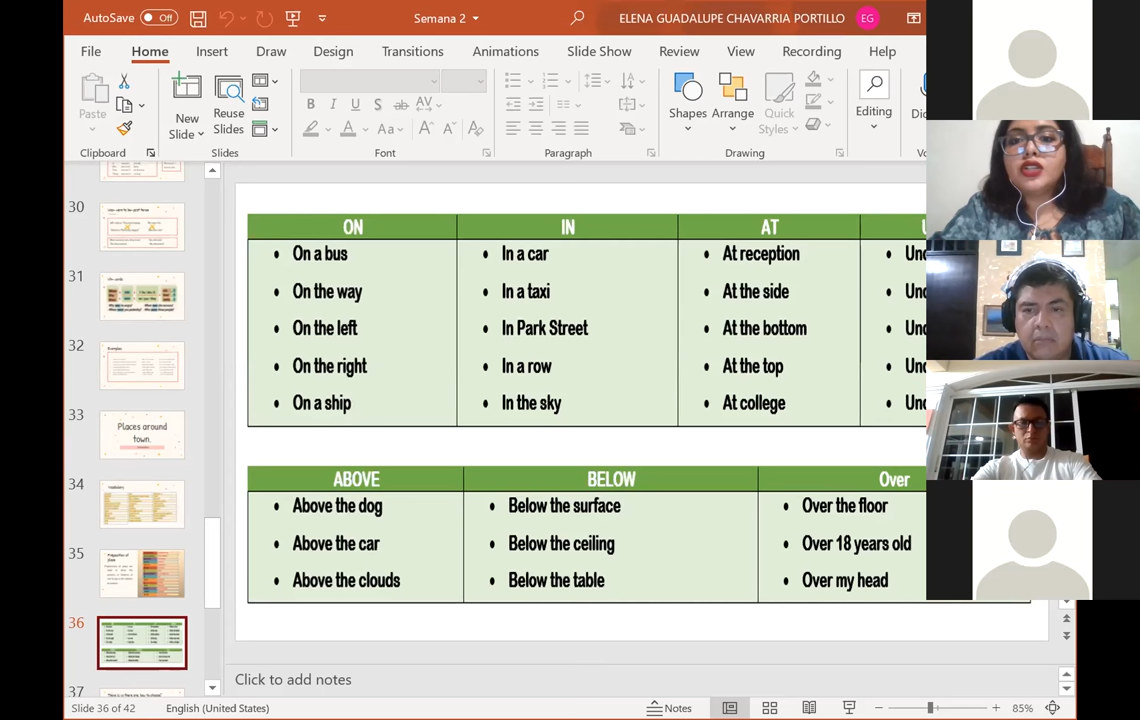 AutoSave Off Semana 2 ELENA GUADALUPE CHAVARRIA PORTILLO EG
File Home Insert Draw Design Transitions Animations Slide Show Review View Recording Help
Paste New Slide Reuse Slides Shapes Arrange Quick Styles Editing
Clipboard Slides Font Paragraph Drawing
30
31
32
33
Places around town.
34
Vocabulary
35
36
37
ON IN AT
On a bus In a car At reception
On the way In a taxi At the side
On the left In Park Street At the bottom
On the right In a row At the top
On a ship In the sky At college
ABOVE BELOW Over
Above the dog Below the surface Over the floor
Above the car Below the ceiling Over 18 years old
Above the clouds Below the table Over my head
Click to add notes
Slide 36 of 42 English (United States) Notes 85%